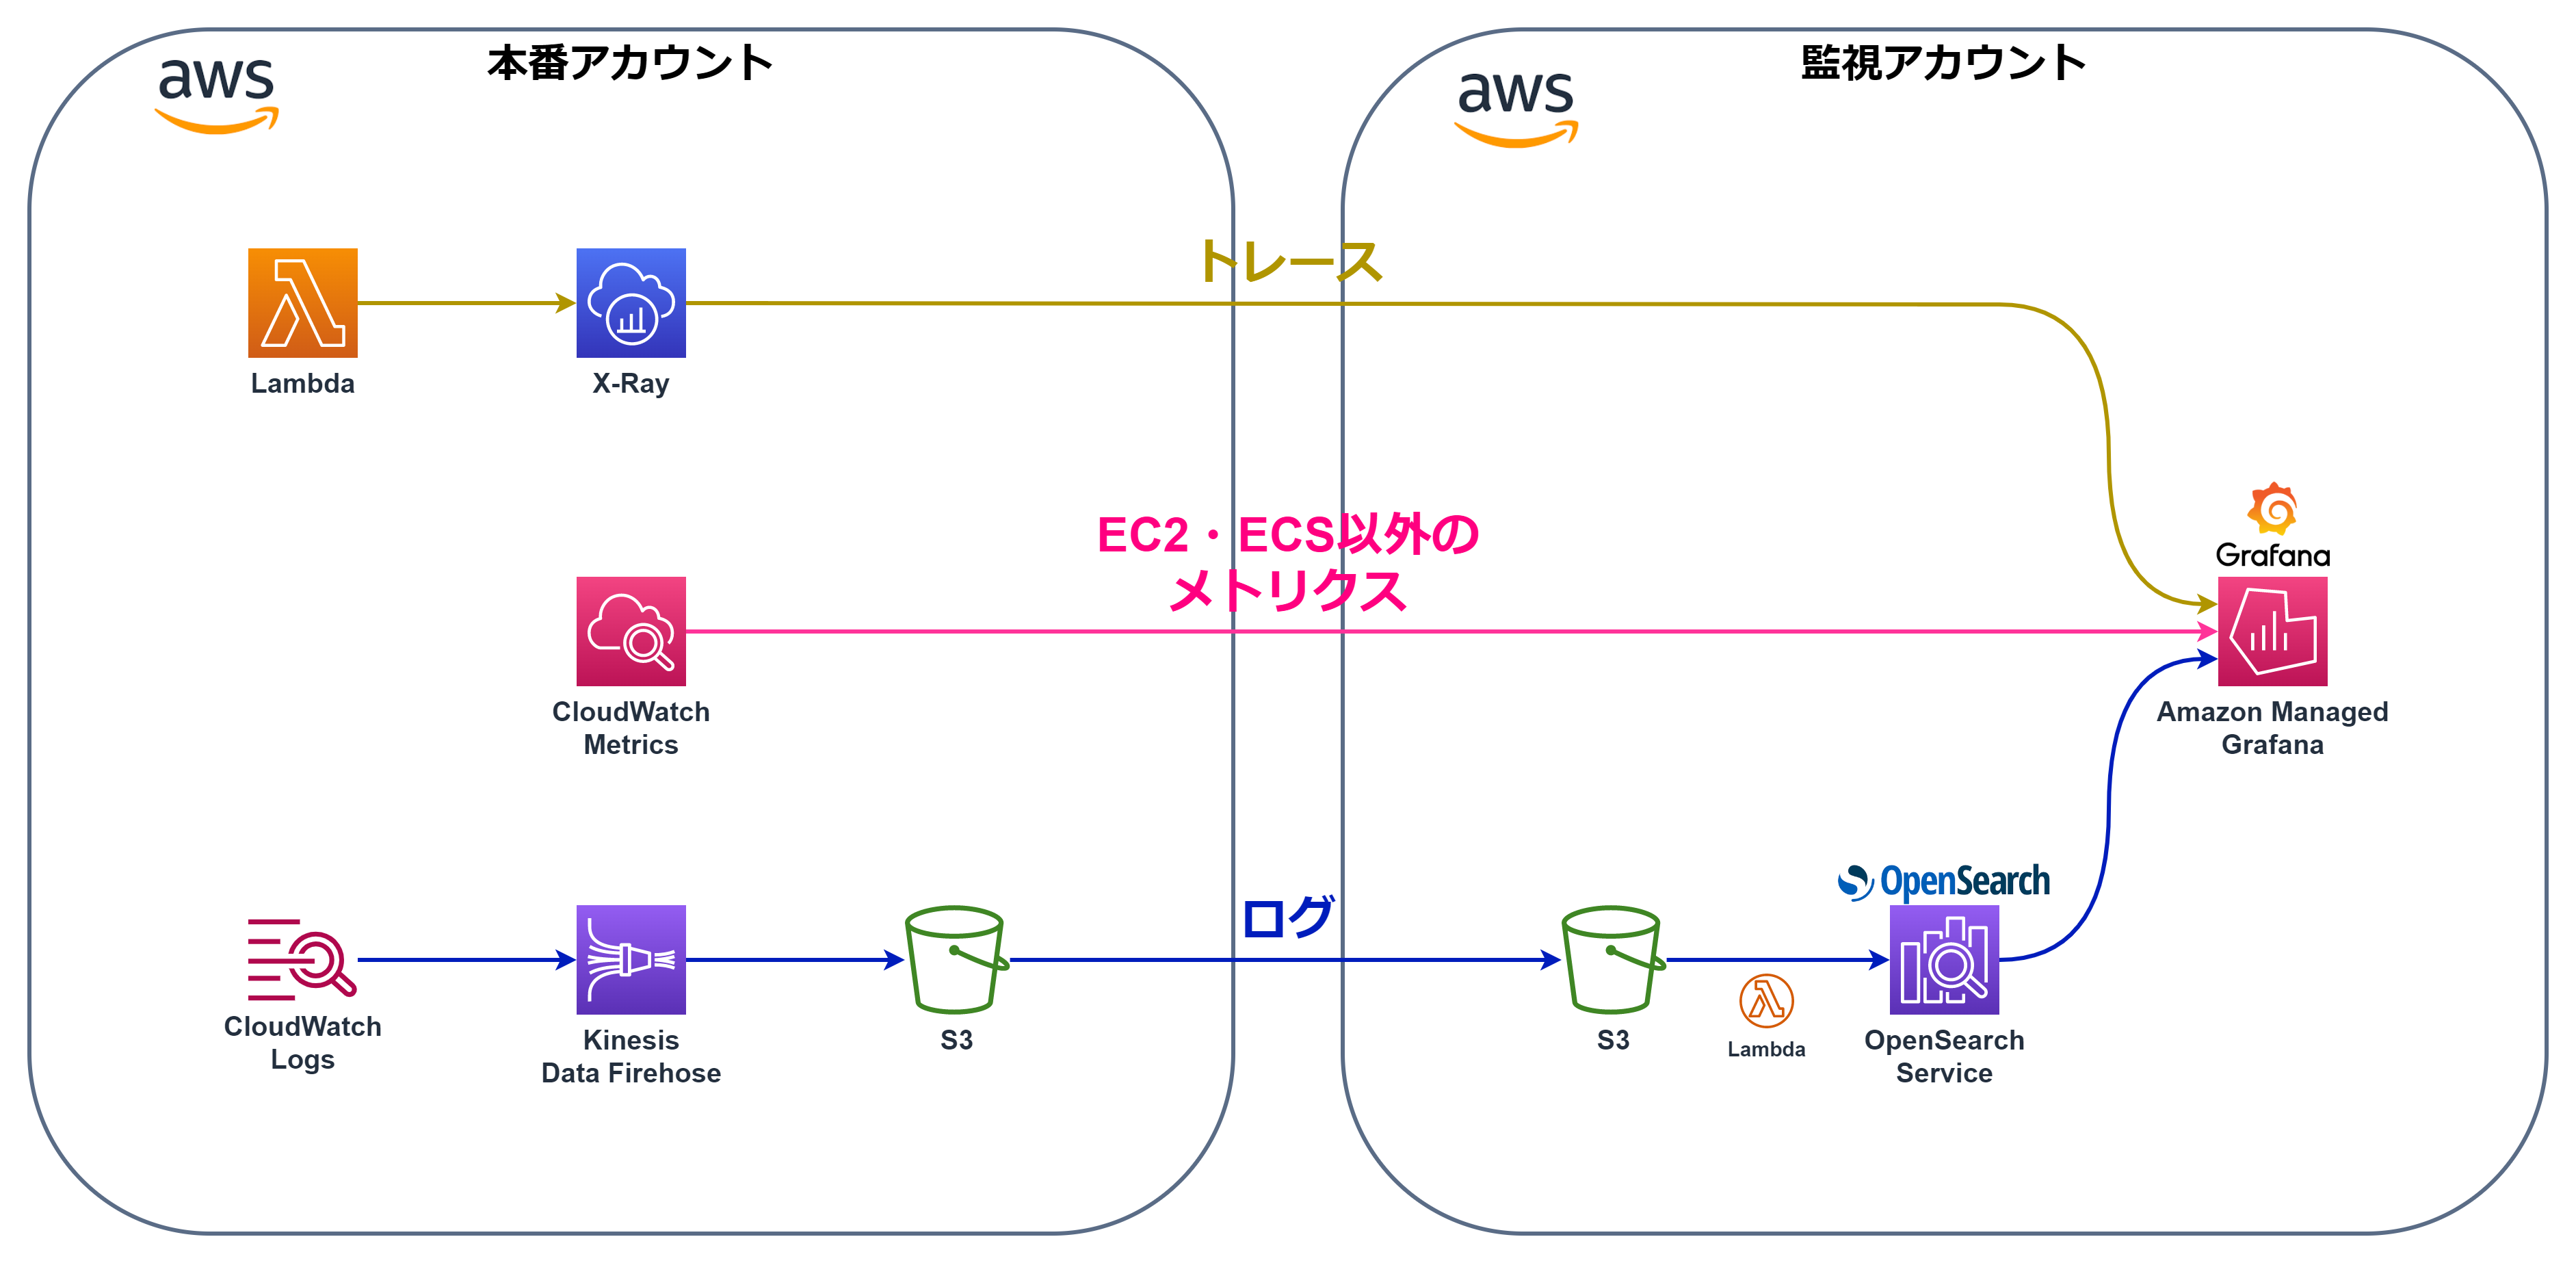 本番アカウント
aws
監視アカウント
aws
トレース
Lambda
X-Ray
EC2・ECS以外の
メトリクス
Grafana
CloudWatch
Metrics
Amazon Managed
Grafana
ログ
OpenSearch
CloudWatch
Logs
Kinesis
Data Firehose
S3
S3
Lambda
OpenSearch
Service